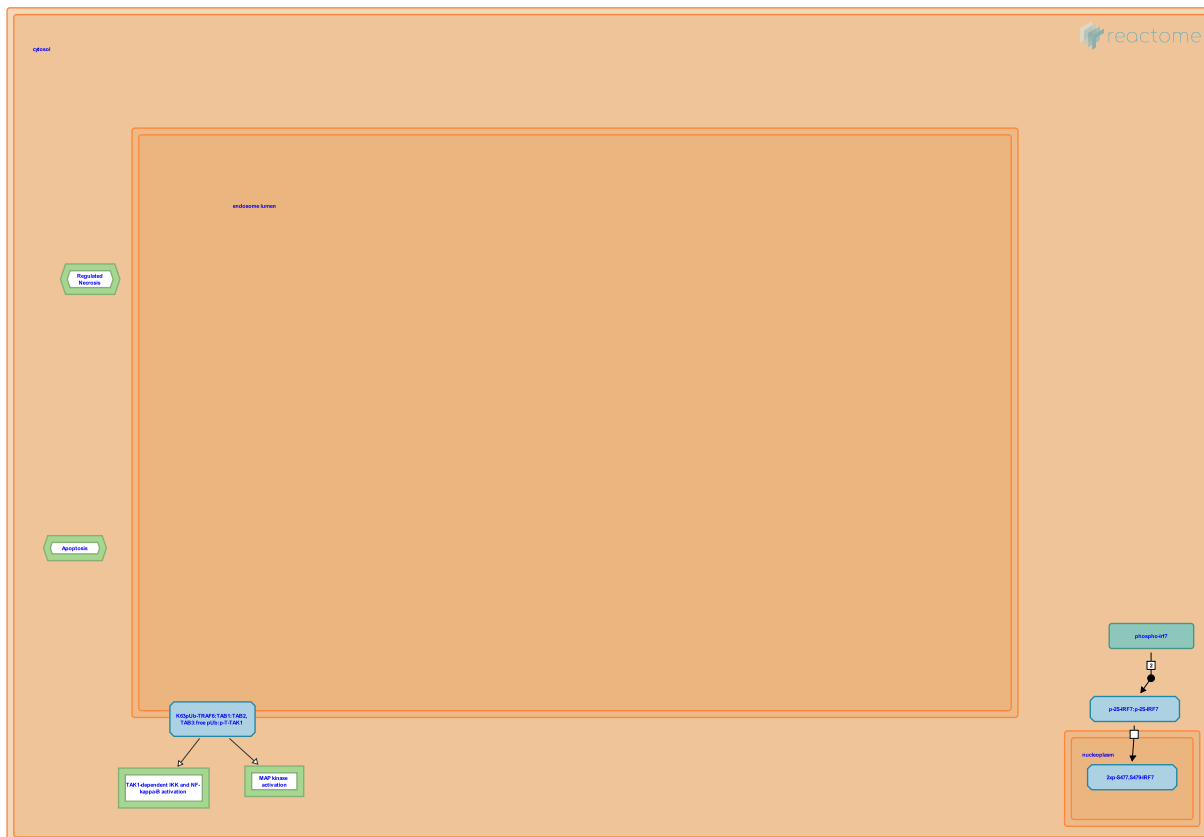 cytosol
reactome
endosome lumen
Regulated
Necrosis
Apoptosis
phospho-irf7
2
p-2S-IRF7:p-2S-IRF7
K63pUb-TRAF6:TAB1:TAB2,
TAB3:free pUb:p-T-TAK1
nucleoplasm
2xp-S477,S479-IRF7
TAK1-dependent IKK and NF-
kappa-B activation
MAP kinase
activation